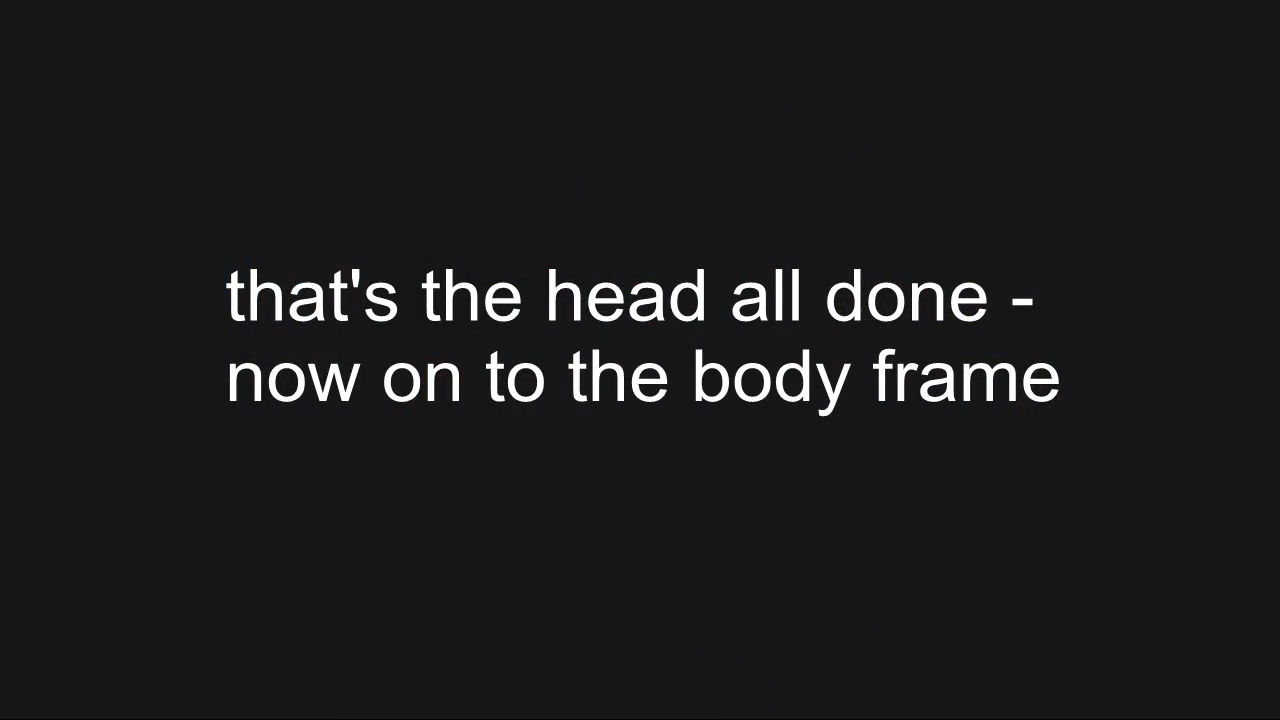 that's the head all done -
now on to the body frame